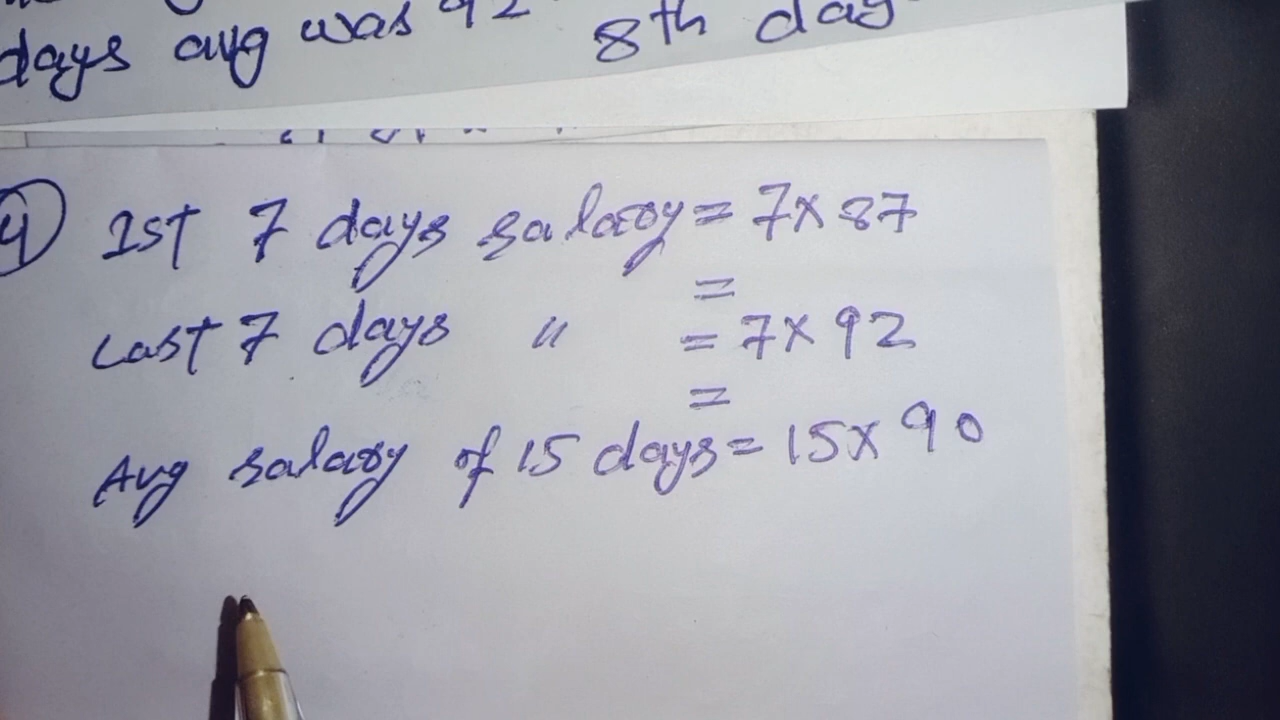 days avg was 92
8th day
4 1st 7 days salary = 7x87
=
Last 7 days " = 7x92
=
Avg salary of 15 days = 15x90